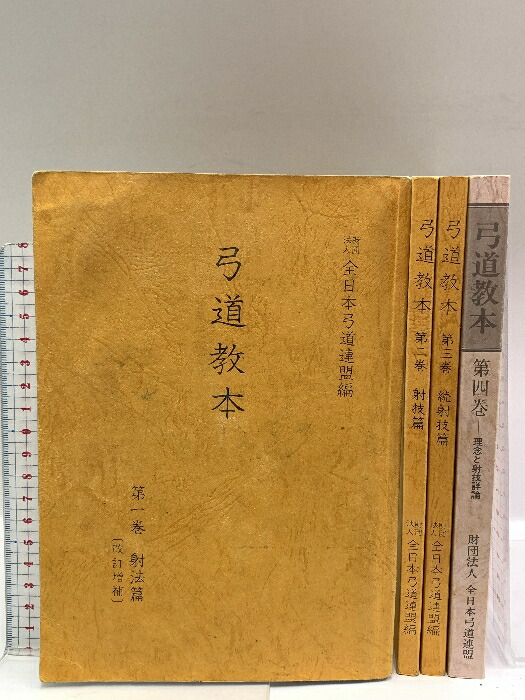 財団法人 全日本弓道連盟編
弓道教本
第一巻 射法篇
〔改訂増補〕
弓道教本 第二巻 射技篇 財団法人 全日本弓道連盟編
弓道教本 第三巻 続射技篇 財団法人 全日本弓道連盟編
弓道教本 第四巻―理念と射技詳論 財団法人 全日本弓道連盟